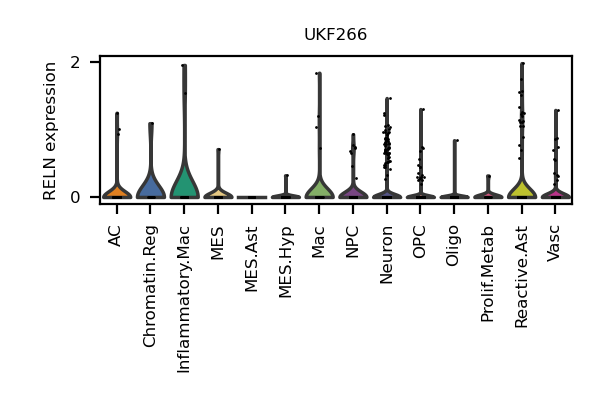 UKF266
RELN expression
2
0
AC
Chromatin.Reg
Inflammatory.Mac
MES
MES.Ast
MES.Hyp
Mac
NPC
Neuron
OPC
Oligo
Prolif.Metab
Reactive.Ast
Vasc